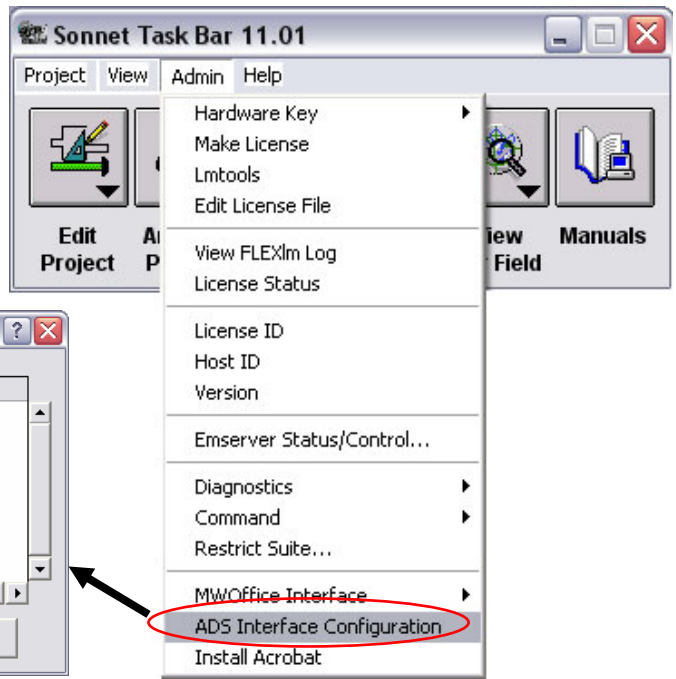 Sonnet Task Bar 11.01
Project View Admin Help
Edit
Project
Manuals
Field
Hardware Key
Make License
Lmtools
Edit License File
View FLEXlm Log
License Status
License ID
Host ID
Version
Emserver Status/Control...
Diagnostics
Command
Restrict Suite...
MWOffice Interface
ADS Interface Configuration
Install Acrobat